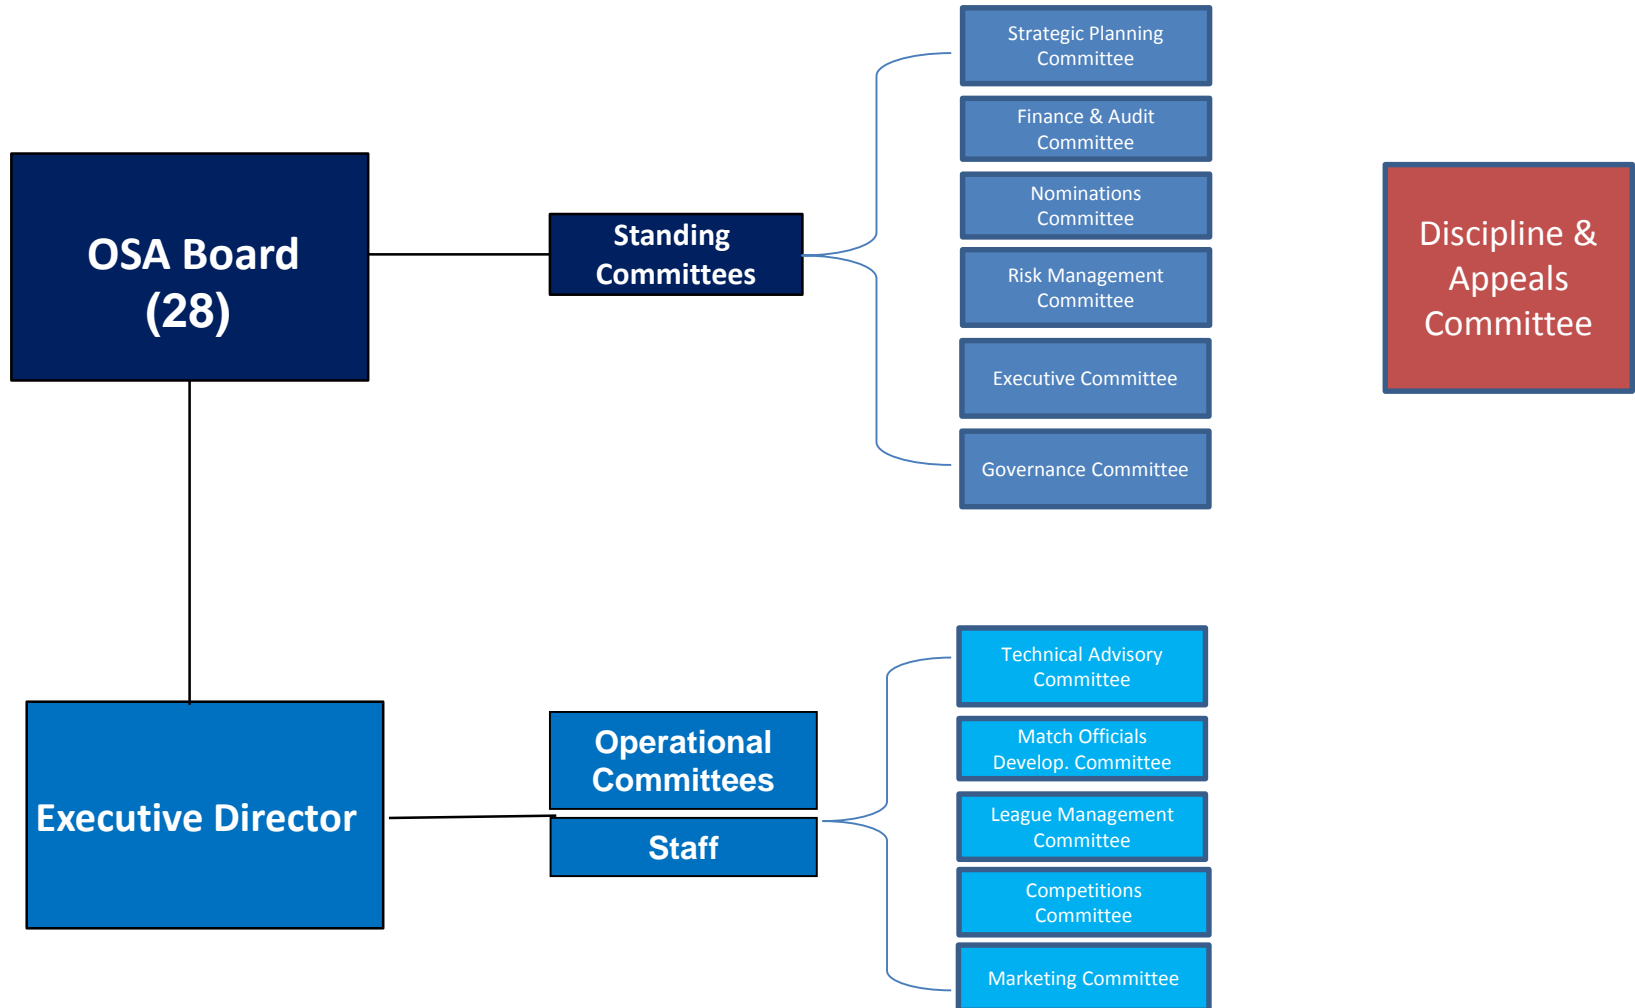 OSA Board
(28)
Standing
Committees
Strategic Planning
Committee
Finance & Audit
Committee
Nominations
Committee
Risk Management
Committee
Executive Committee
Governance Committee
Discipline &
Appeals
Committee
Executive Director
Operational
Committees
Staff
Technical Advisory
Committee
Match Officials
Develop. Committee
League Management
Committee
Competitions
Committee
Marketing Committee